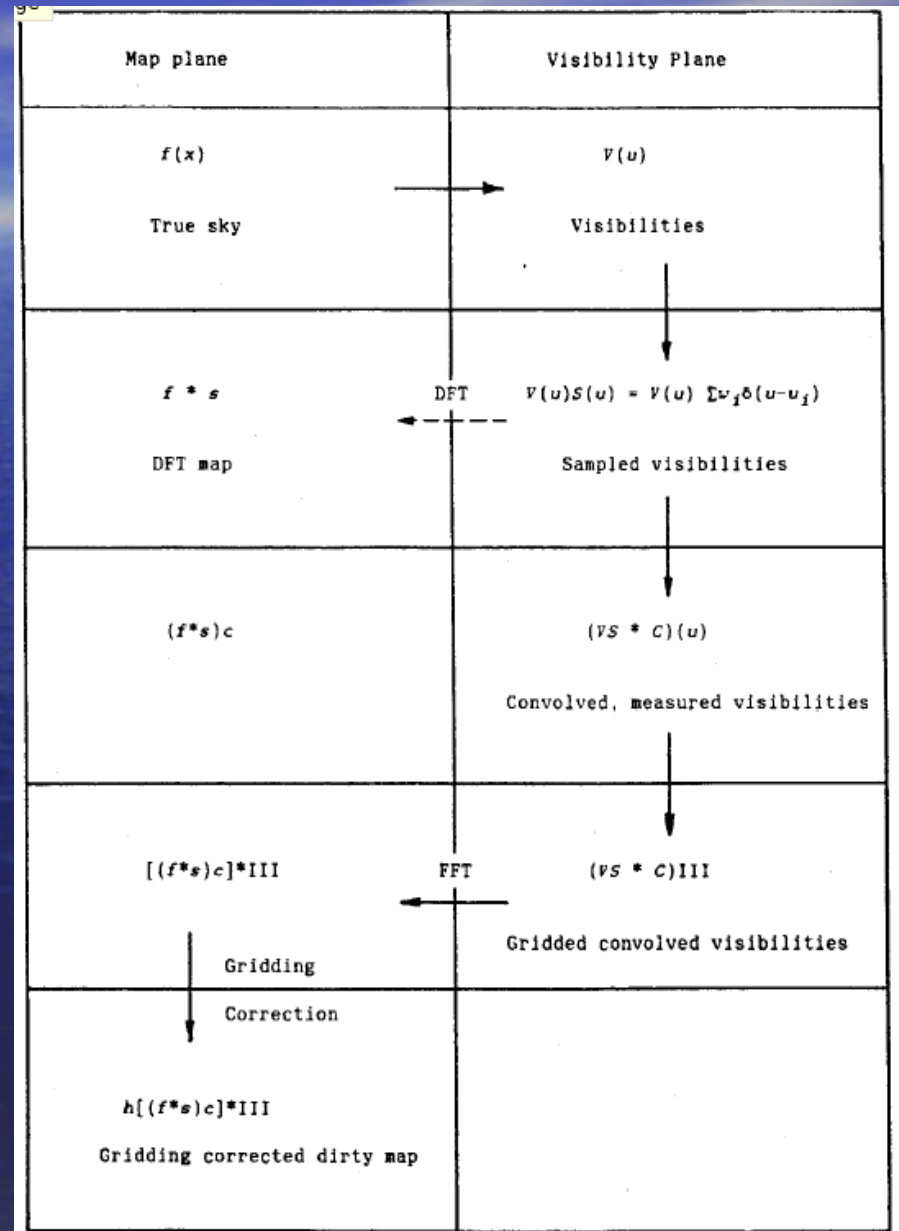 Map plane
Visibility Plane
f(x)
V(u)
True sky
Visibilities
f * s
DFT
V(u)S(u) = V(u) Σw_iδ(u-u_i)
DFT map
Sampled visibilities
(f*s)c
(VS * C)(u)
Convolved, measured visibilities
[(f*s)c]*III
FFT
(VS * C)III
Gridded convolved visibilities
Gridding
Correction
h[(f*s)c]*III
Gridding corrected dirty map